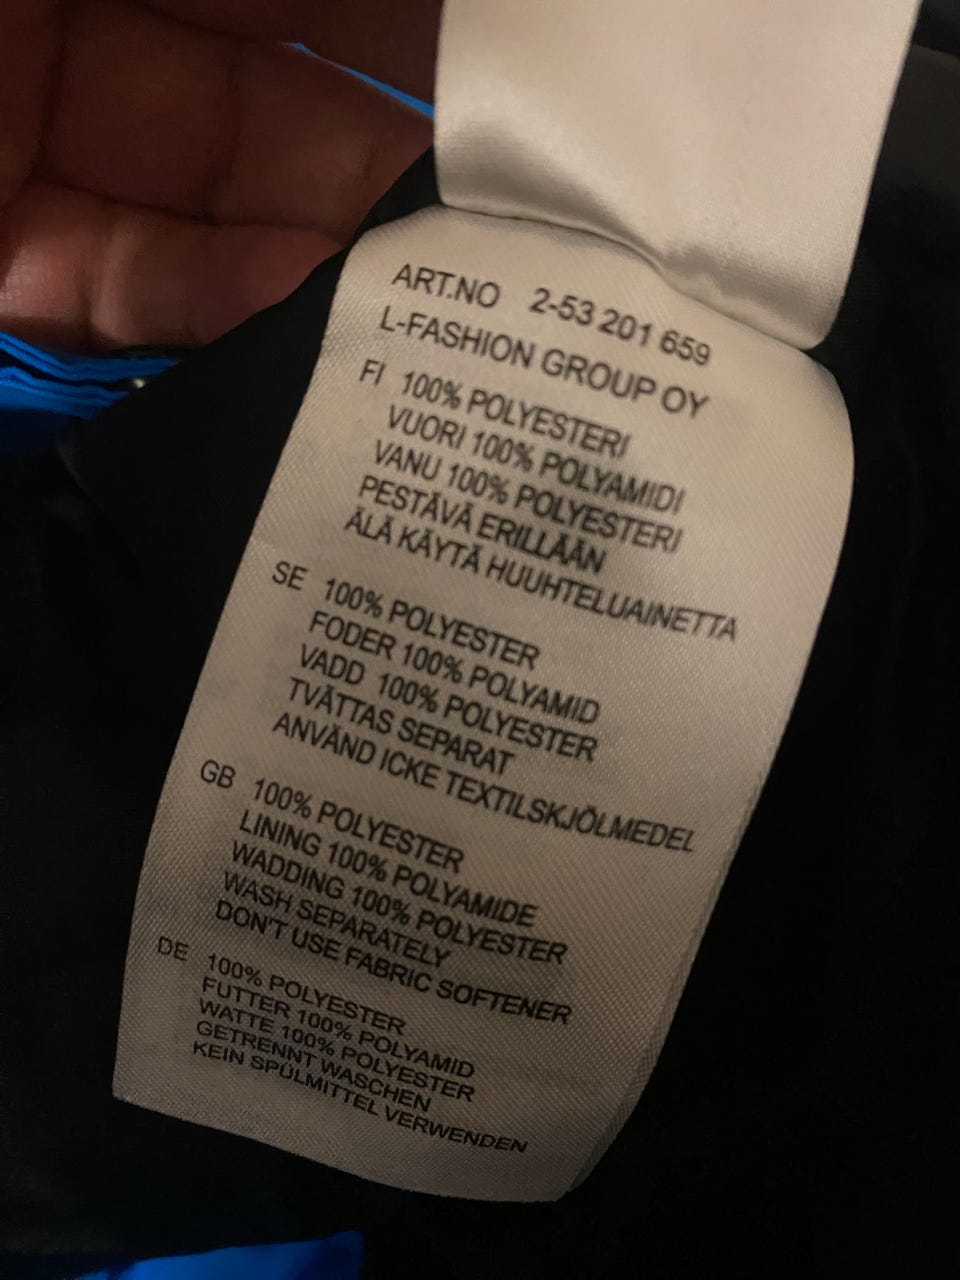 ART.NO 2-53 201 659
L-FASHION GROUP OY
FI 100% POLYESTERI
VUORI 100% POLYAMIDI
VANU 100% POLYESTERI
PESTÄVÄ ERILLÄÄN
ÄLÄ KÄYTÄ HUUHTELUAINETTA
SE 100% POLYESTER
FODER 100% POLYAMID
VADD 100% POLYESTER
TVÄTTAS SEPARAT
ANVÄND ICKE TEXTILSKJÖLMEDEL
GB 100% POLYESTER
LINING 100% POLYAMIDE
WADDING 100% POLYESTER
WASH SEPARATELY
DON'T USE FABRIC SOFTENER
DE 100% POLYESTER
FUTTER 100% POLYAMID
WATTE 100% POLYESTER
GETRENNT WASCHEN
KEIN SPÜLMITTEL VERWENDEN